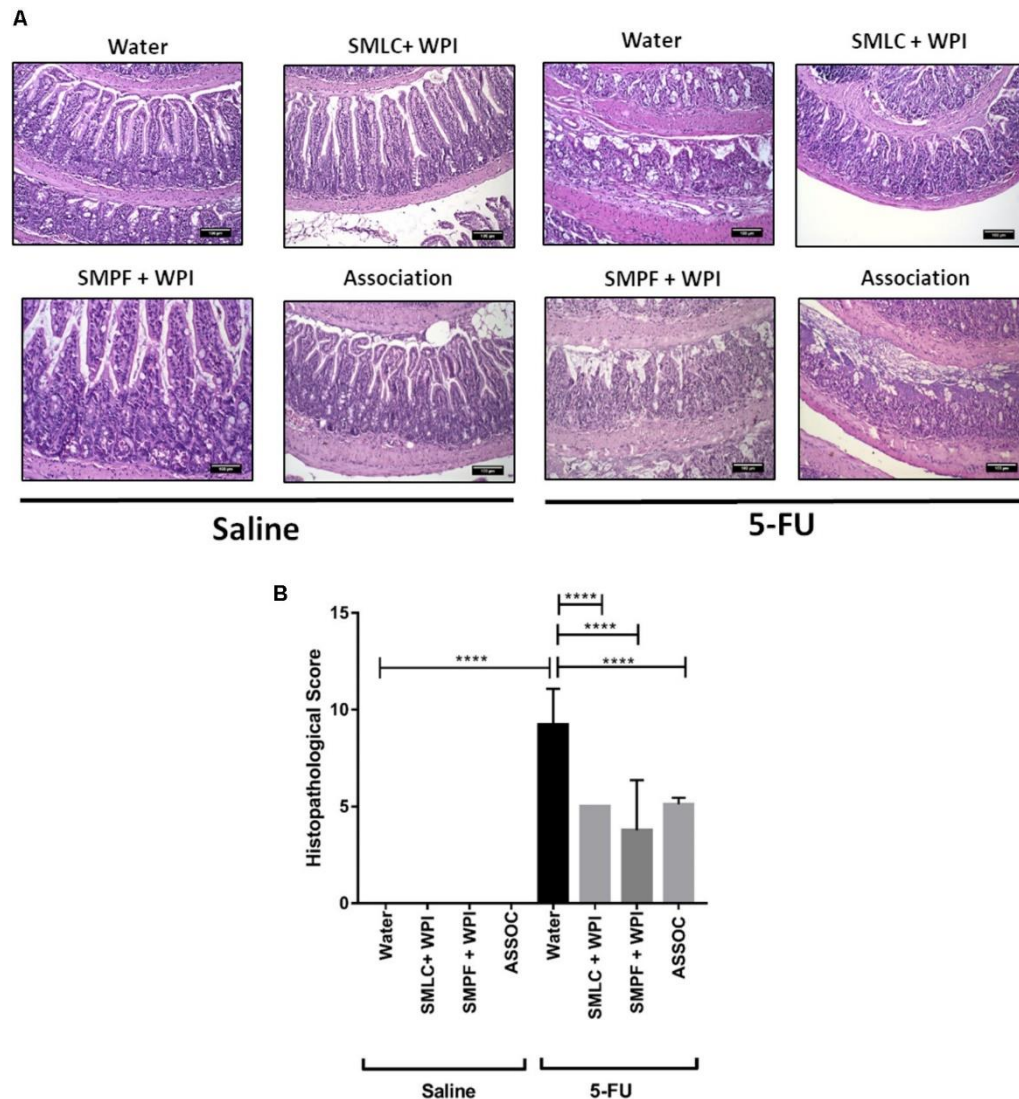 A
Water
SMLC+ WPI
Water
SMLC + WPI
SMPF + WPI
Association
SMPF + WPI
Association
Saline
5-FU
B
****
****
****
****
15
10
5
0
Histopathological Score
Water
SMLC+ WPI
SMPF + WPI
ASSOC
Water
SMLC + WPI
SMPF + WPI
ASSOC
Saline
5-FU